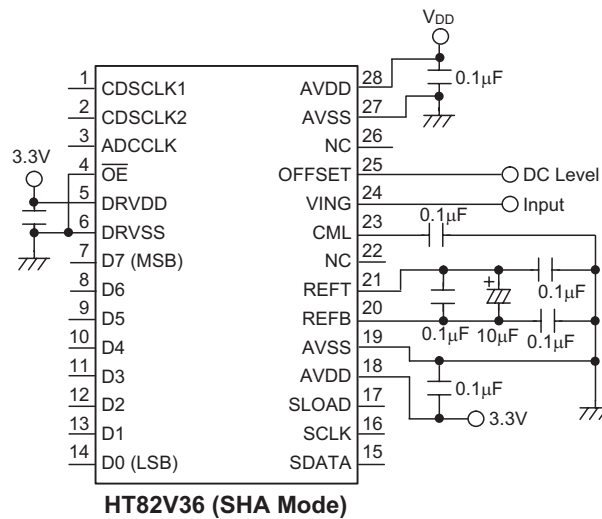 VDD
1 CDSCLK1 AVDD 28 0.1µF
2 CDSCLK2 AVSS 27
3 ADCCLK NC 26
3.3V
4 OE OFFSET 25 DC Level
5 DRVDD VING 24 Input
6 DRVSS CML 23 0.1µF
7 D7 (MSB) NC 22
8 D6 REFT 21 0.1µF
9 D5 REFB 20 0.1µF 10µF + 0.1µF
10 D4 AVSS 19
11 D3 AVDD 18 0.1µF
12 D2 SLOAD 17 3.3V
13 D1 SCLK 16
14 D0 (LSB) SDATA 15
HT82V36 (SHA Mode)